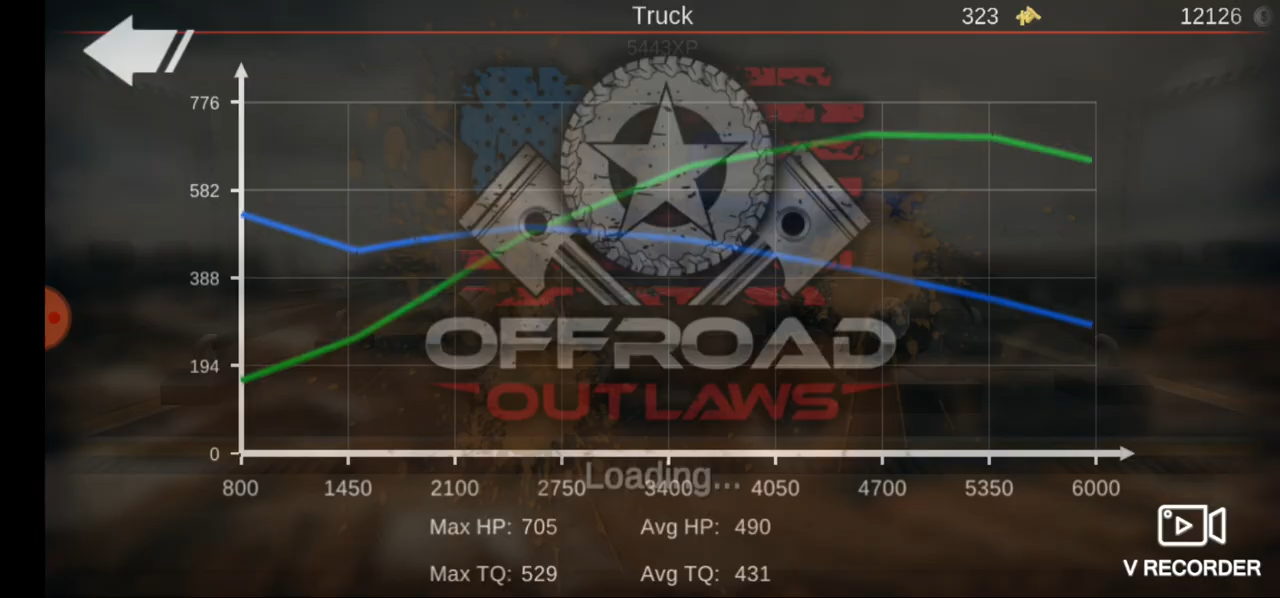 Truck
323
12126
5443XP
776
582
388
194
0
OFFROAD
OUTLAWS
Loading...
800 1450 2100 2750 3400 4050 4700 5350 6000
Max HP: 705 Avg HP: 490
Max TQ: 529 Avg TQ: 431
V RECORDER